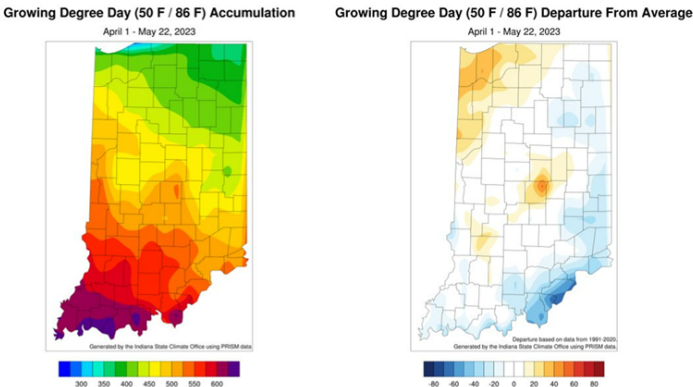 Growing Degree Day (50 F / 86 F) Accumulation
April 1 - May 22, 2023
Generated by the Indiana State Climate Office using PRISM data.
300 350 400 450 500 550 600
Growing Degree Day (50 F / 86 F) Departure From Average
April 1 - May 22, 2023
Departure based on data from 1991-2020.
Generated by the Indiana State Climate Office using PRISM data.
-80 -60 -40 -20 0 20 40 60 80